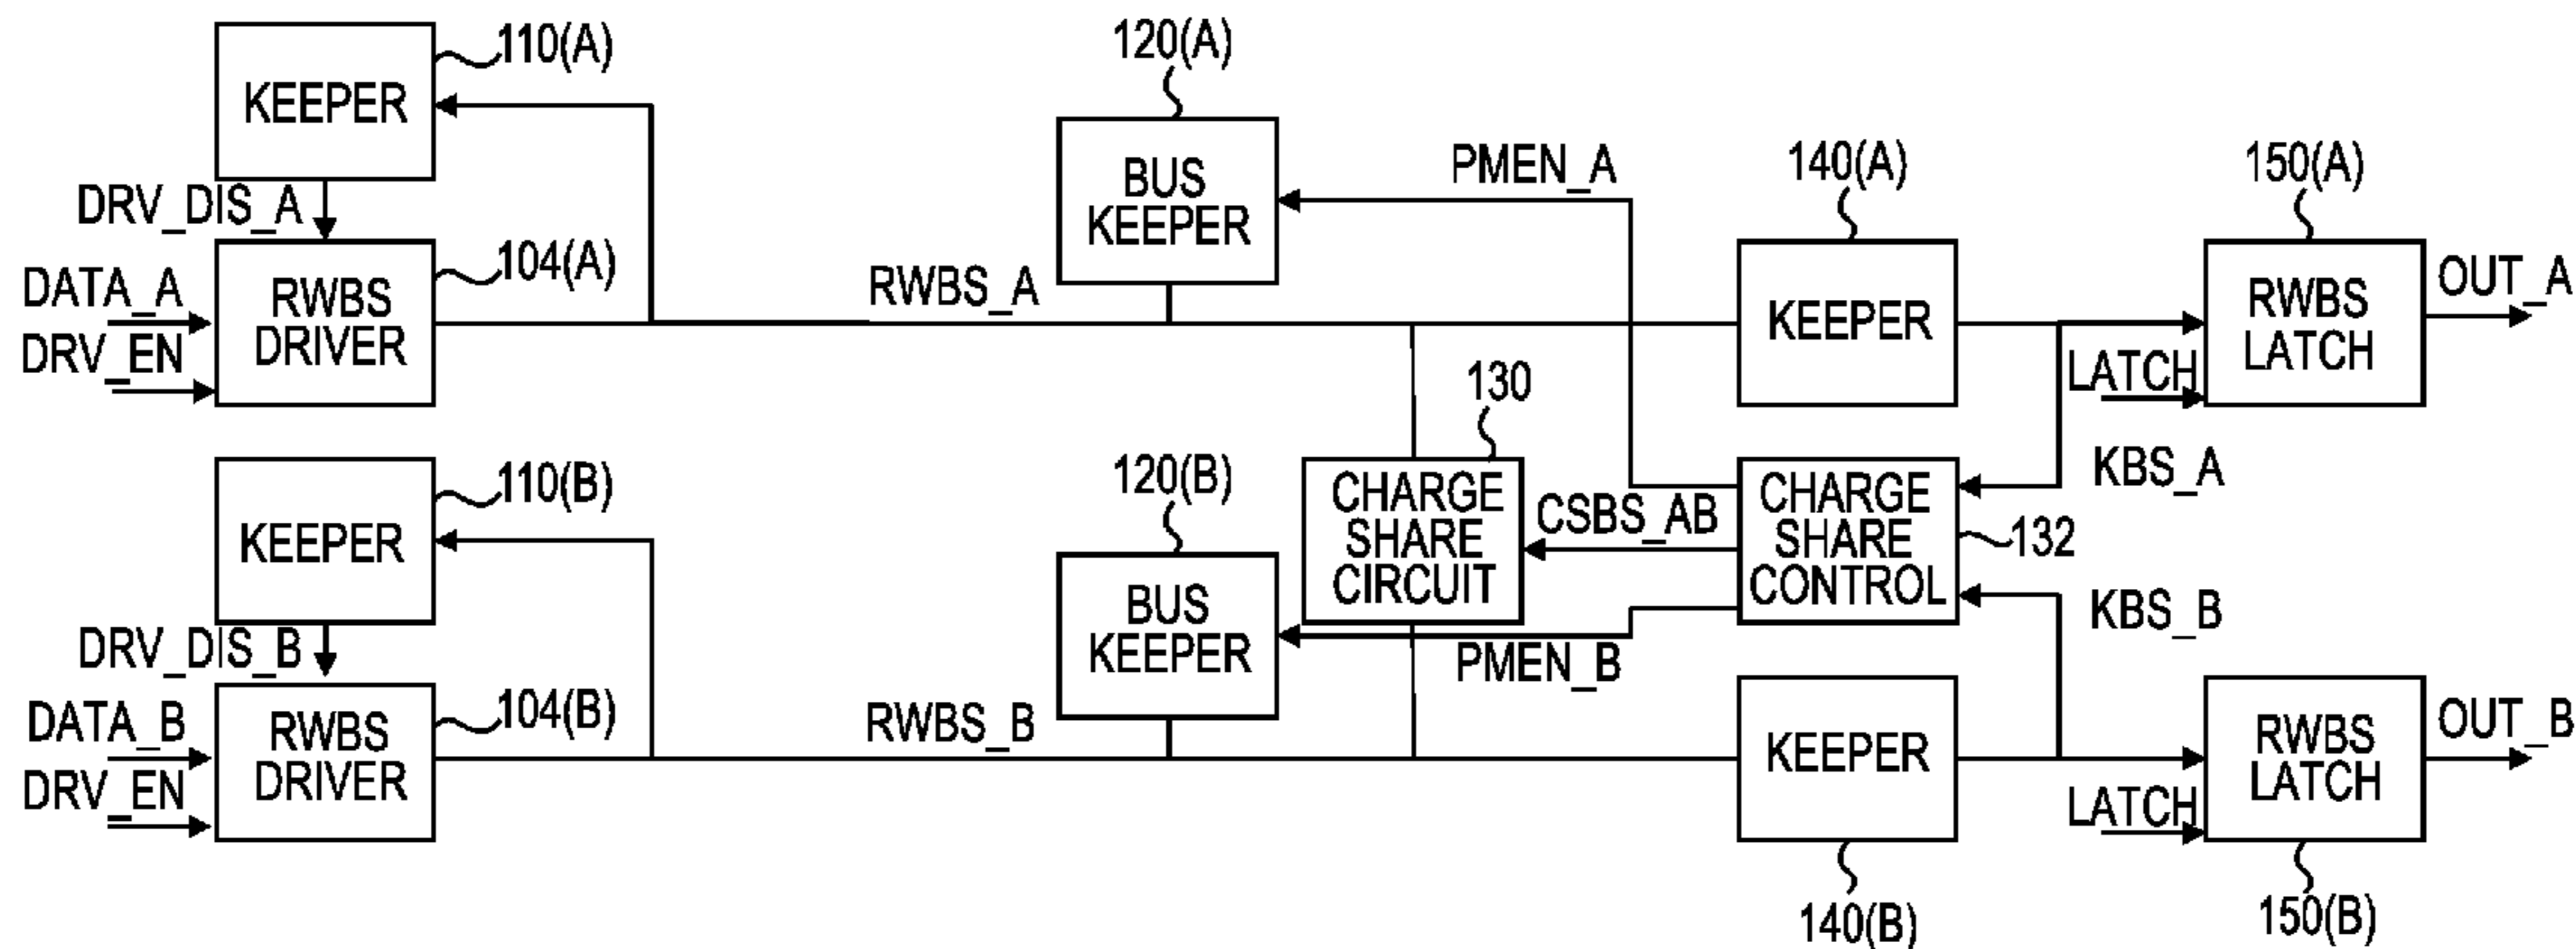 110(A)
KEEPER
DRV_DIS_A
DATA_A
DRV_EN
RWBS
DRIVER
104(A)
RWBS_A
120(A)
BUS
KEEPER
PMEN_A
140(A)
KEEPER
150(A)
RWBS
LATCH
LATCH
OUT_A
130
CHARGE
SHARE
CIRCUIT
CSBS_AB
CHARGE
SHARE
CONTROL
132
KBS_A
KBS_B
110(B)
KEEPER
DRV_DIS_B
DATA_B
DRV_EN
RWBS
DRIVER
104(B)
RWBS_B
120(B)
BUS
KEEPER
PMEN_B
KEEPER
140(B)
LATCH
RWBS
LATCH
150(B)
OUT_B